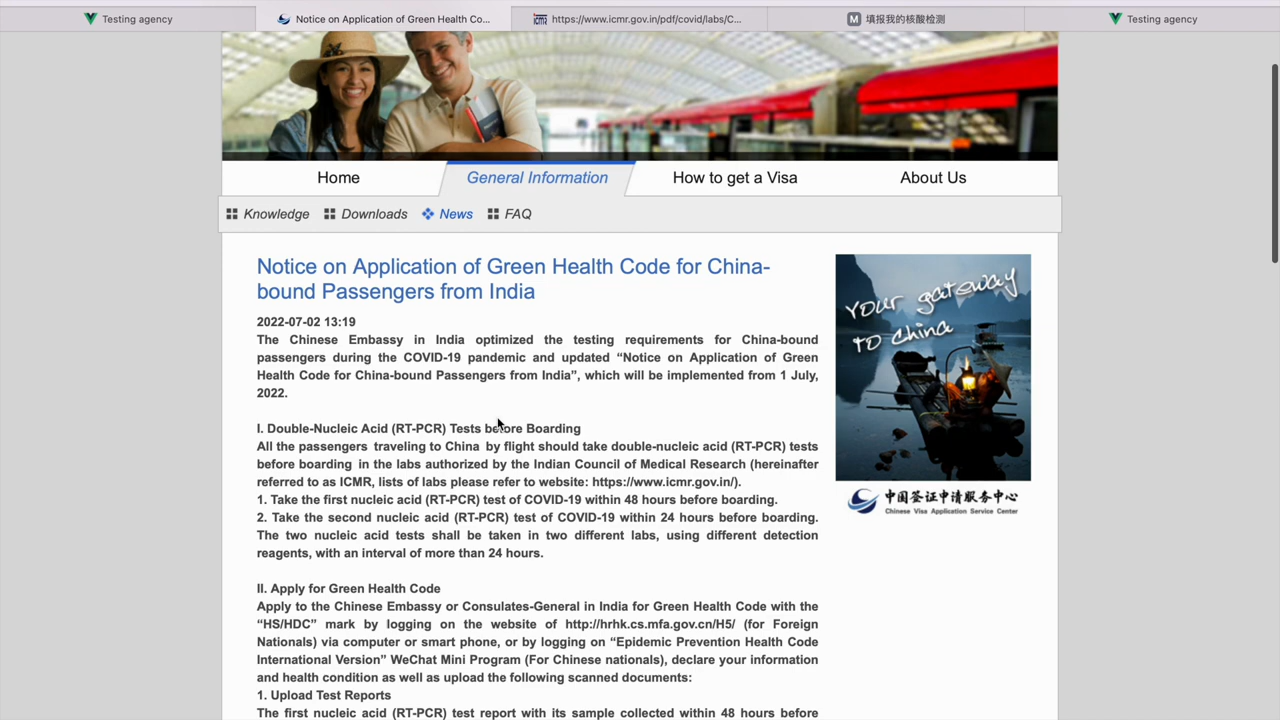 Testing agency
Notice on Application of Green Health Co...
https://www.icmr.gov.in/pdf/covid/labs/C...
M 填报我的核酸检测
Testing agency
Home
General Information
How to get a Visa
About Us
Knowledge
Downloads
News
FAQ
Notice on Application of Green Health Code for China-
bound Passengers from India
2022-07-02 13:19
The Chinese Embassy in India optimized the testing requirements for China-bound
passengers during the COVID-19 pandemic and updated “Notice on Application of Green
Health Code for China-bound Passengers from India”, which will be implemented from 1 July,
2022.
I. Double-Nucleic Acid (RT-PCR) Tests before Boarding
All the passengers traveling to China by flight should take double-nucleic acid (RT-PCR) tests
before boarding in the labs authorized by the Indian Council of Medical Research (hereinafter
referred to as ICMR, lists of labs please refer to website: https://www.icmr.gov.in/).
1. Take the first nucleic acid (RT-PCR) test of COVID-19 within 48 hours before boarding.
2. Take the second nucleic acid (RT-PCR) test of COVID-19 within 24 hours before boarding.
The two nucleic acid tests shall be taken in two different labs, using different detection
reagents, with an interval of more than 24 hours.
II. Apply for Green Health Code
Apply to the Chinese Embassy or Consulates-General in India for Green Health Code with the
“HS/HDC” mark by logging on the website of http://hrhk.cs.mfa.gov.cn/H5/ (for Foreign
Nationals) via computer or smart phone, or by logging on “Epidemic Prevention Health Code
International Version” WeChat Mini Program (For Chinese nationals), declare your information
and health condition as well as upload the following scanned documents:
1. Upload Test Reports
The first nucleic acid (RT-PCR) test report with its sample collected within 48 hours before
Your gateway
TO China
中国签证申请服务中心
Chinese Visa Application Service Center